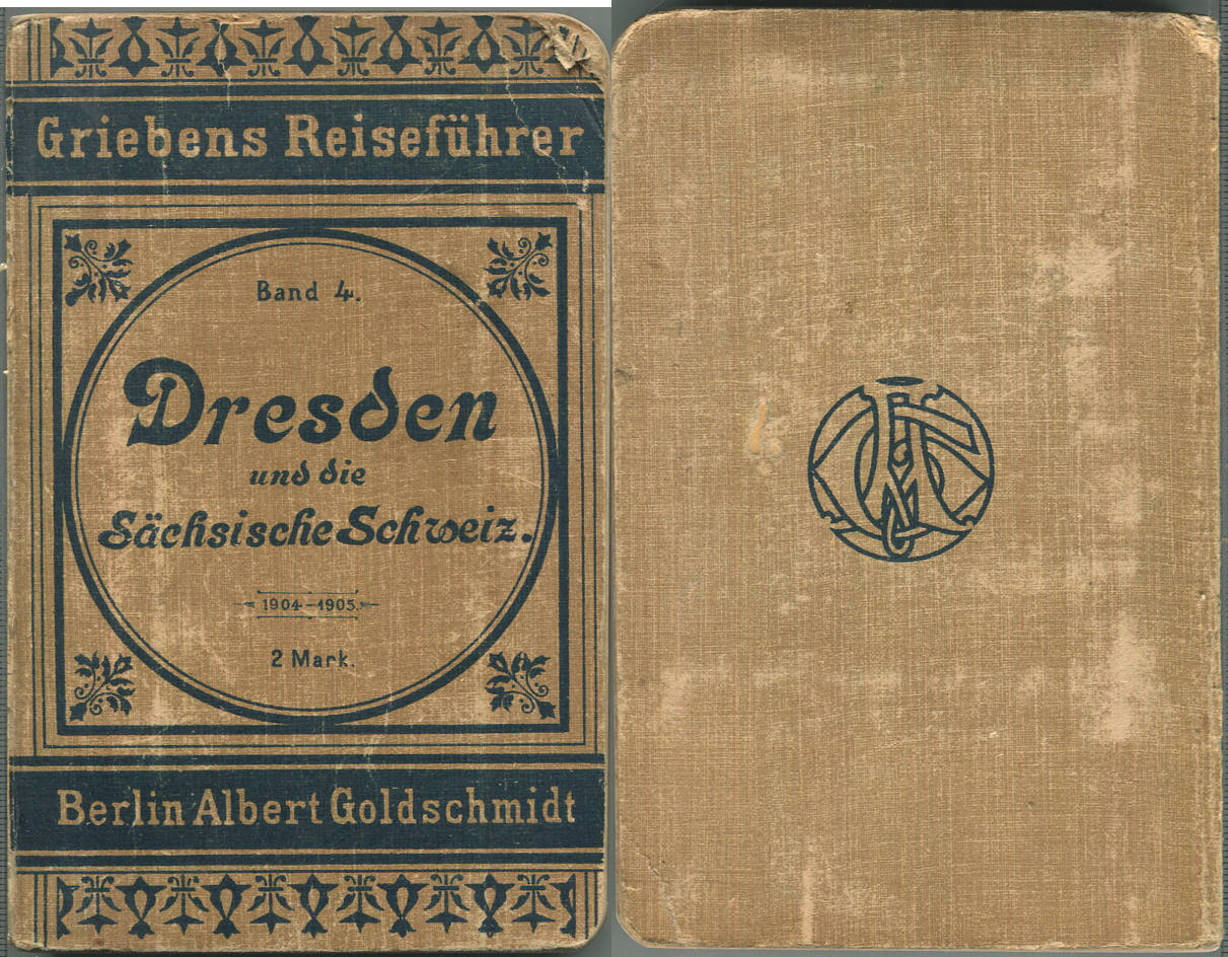 Griebens Reiseführer
Band 4.
Dresden
und die
Sächsische Schweiz.
1904-1905.
2 Mark.
Berlin Albert Goldschmidt